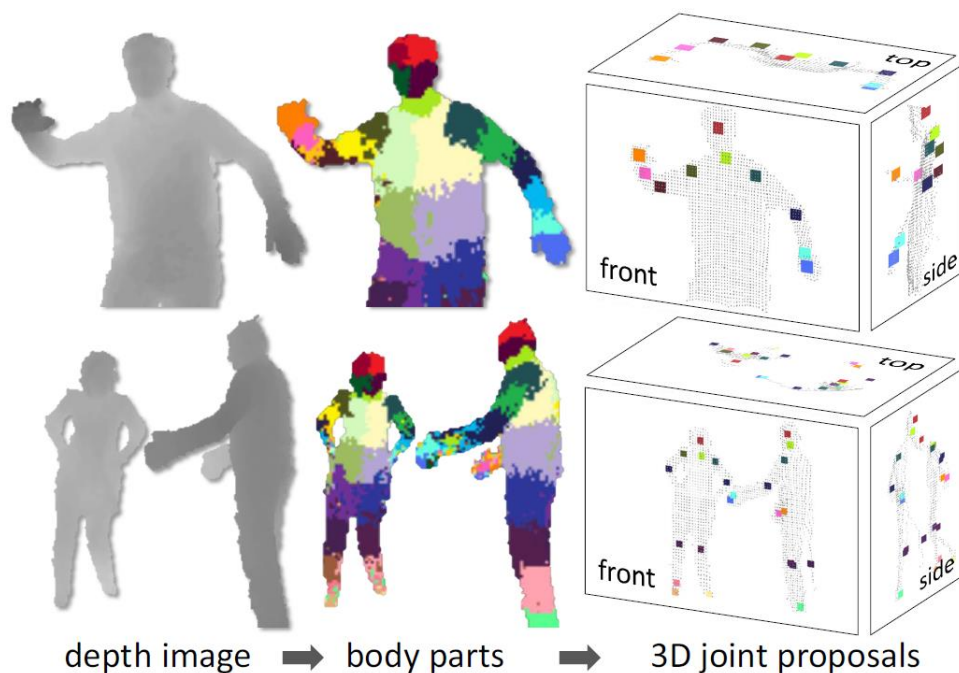 top
front
side
top
front
side
depth image
body parts
3D joint proposals